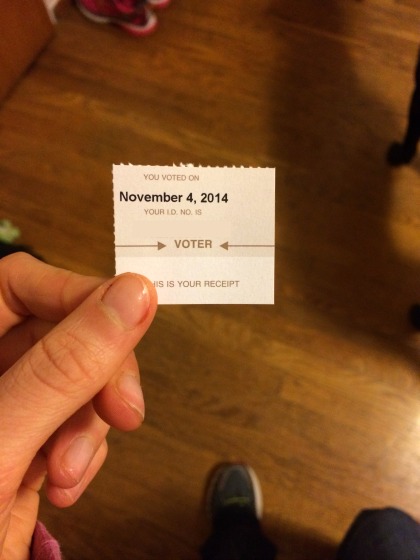 YOU VOTED ON
November 4, 2014
YOUR I.D. NO. IS
VOTER
IS IS YOUR RECEIPT